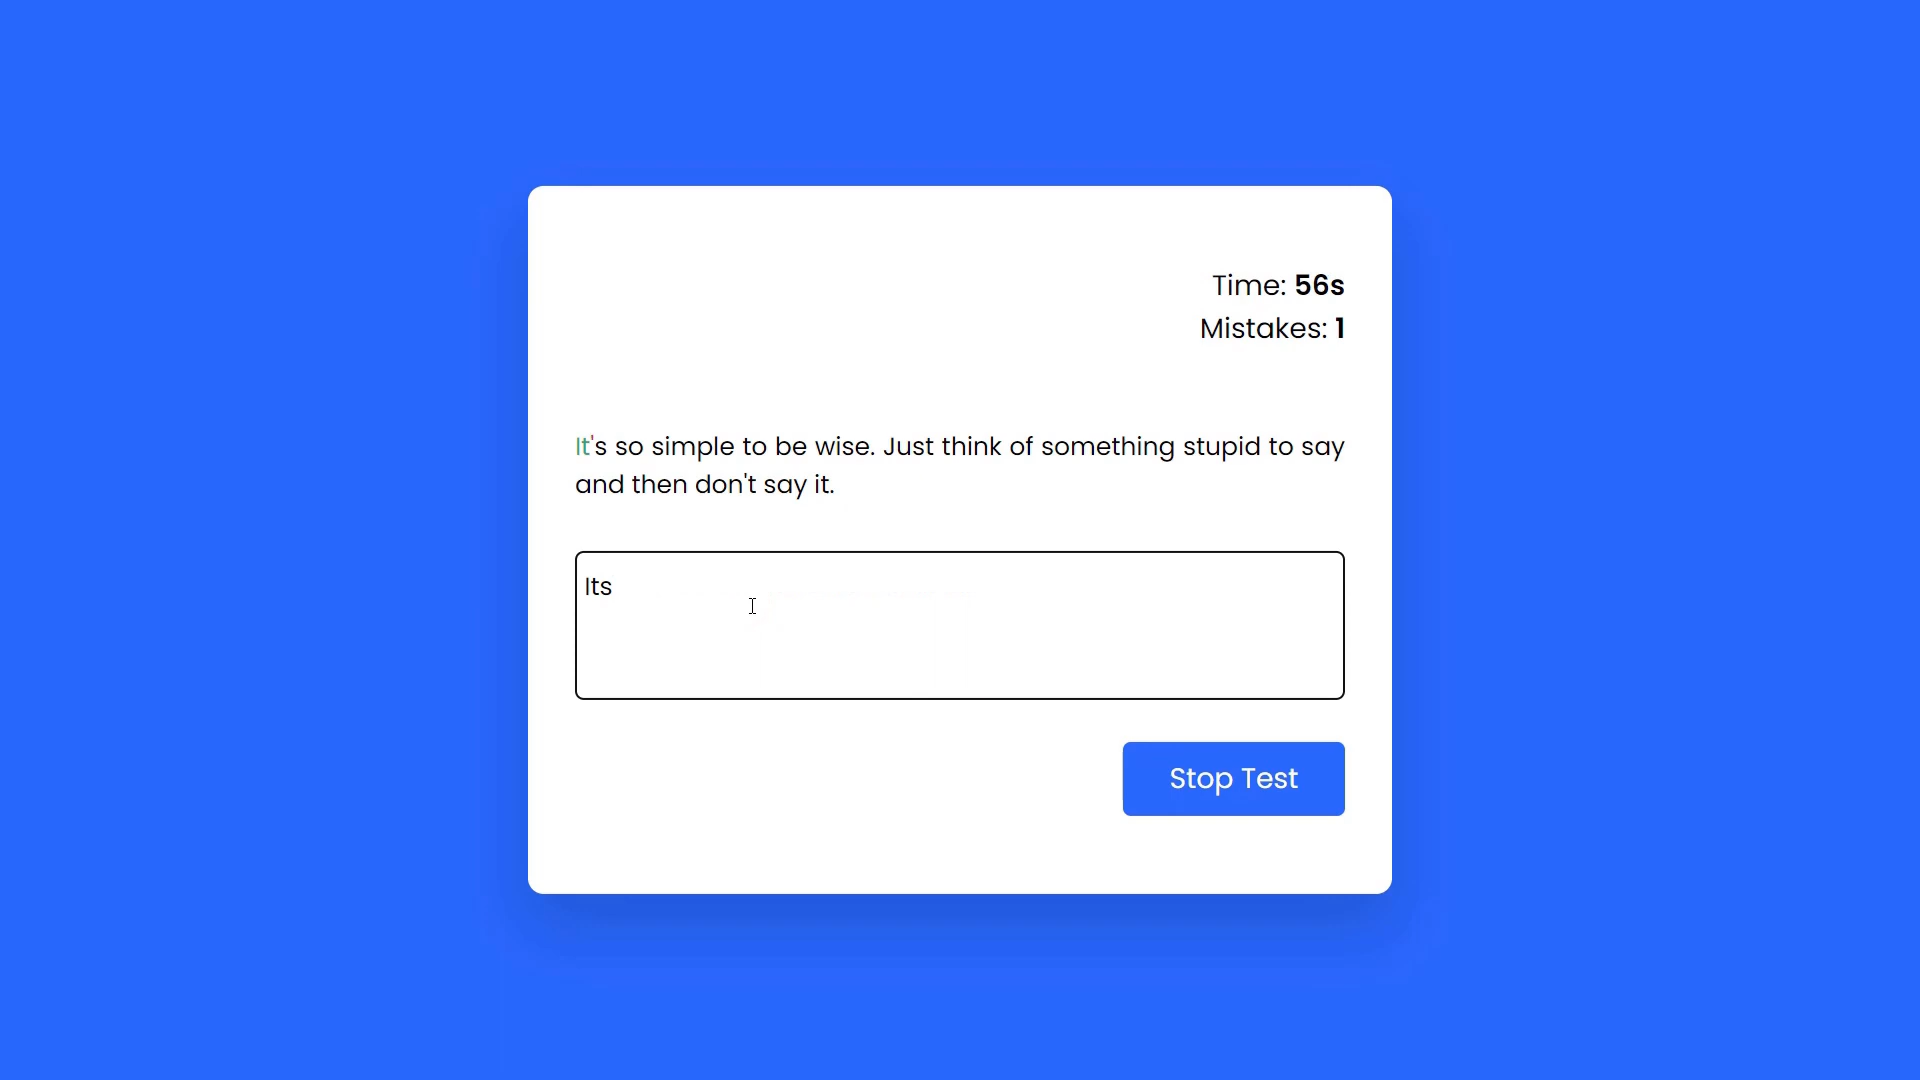 Time: 56s
Mistakes: 1
It's so simple to be wise. Just think of something stupid to say
and then don't say it.
Its
Stop Test